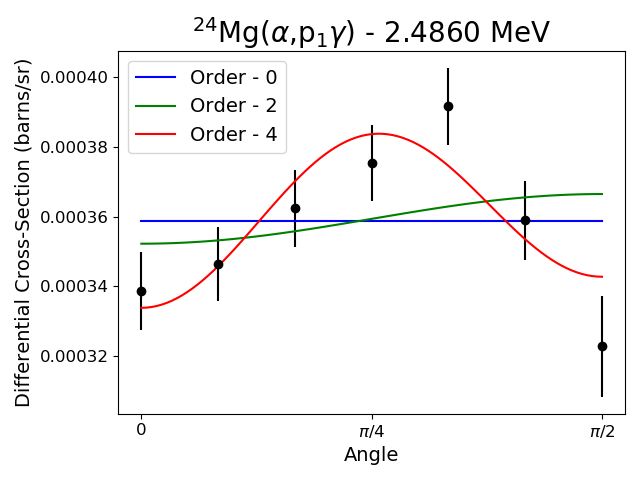 ²⁴Mg(α,p₁γ) - 2.4860 MeV
Differential Cross-Section (barns/sr)
0.00040
0.00038
0.00036
0.00034
0.00032
Order - 0
Order - 2
Order - 4
0
π/4
π/2
Angle